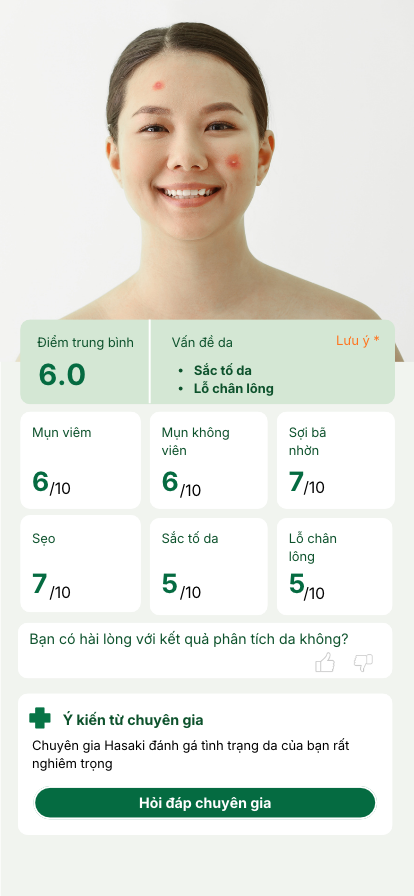 Điểm trung bình
6.0
Vấn đề da
Lưu ý *
• Sắc tố da
• Lỗ chân lông
Mụn viêm
6/10
Mụn không
viên
6/10
Sợi bã
nhờn
7/10
Sẹo
7/10
Sắc tố da
5/10
Lỗ chân
lông
5/10
Bạn có hài lòng với kết quả phân tích da không?
Ý kiến từ chuyên gia
Chuyên gia Hasaki đánh gá tình trạng da của bạn rất
nghiêm trọng
Hỏi đáp chuyên gia